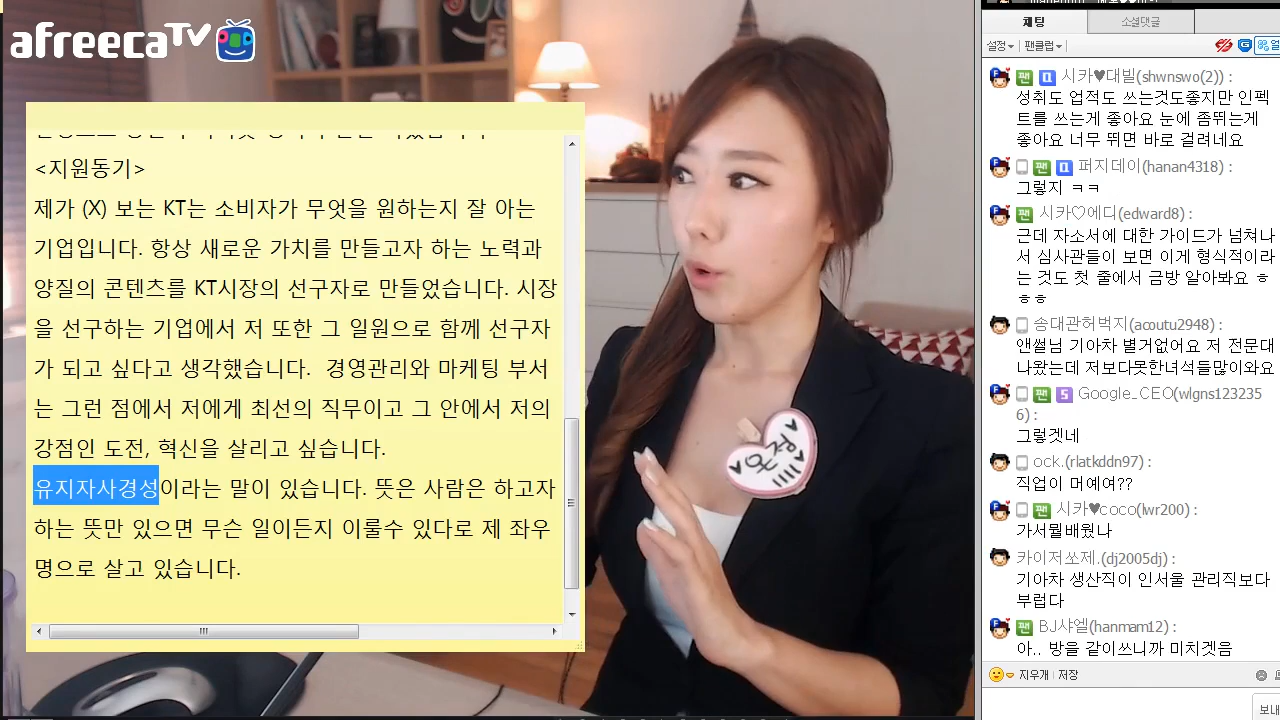 afreecaTV
<지원동기>
제가 (X) 보는 KT는 소비자가 무엇을 원하는지 잘 아는
기업입니다. 항상 새로운 가치를 만들고자 하는 노력과
양질의 콘텐츠를 KT시장의 선구자로 만들었습니다. 시장
을 선구하는 기업에서 저 또한 그 일원으로 함께 선구자
가 되고 싶다고 생각했습니다. 경영관리와 마케팅 부서
는 그런 점에서 저에게 최선의 직무이고 그 안에서 저의
강점인 도전, 혁신을 살리고 싶습니다.
유지자사경성이라는 말이 있습니다. 뜻은 사람은 하고자
하는 뜻만 있으면 무슨 일이든지 이룰수 있다로 제 좌우
명으로 살고 있습니다.
채팅
소셜댓글
설정
팬클럽
팬 시카♥대빌(shwnswo(2)) :
성취도 업적도 쓰는것도좋지만 인펙
트를 쓰는게 좋아요 눈에 좀뛰는게
좋아요 너무 뛰면 바로 걸려네요
팬 퍼지데이(hanan4318) :
그렇지 ㅋㅋ
팬 시카♡에디(edward8) :
근데 자소서에 대한 가이드가 넘쳐나
서 심사관들이 보면 이게 형식적이라
는 것도 첫 줄에서 금방 알아봐요 ㅎ
ㅎㅎ
송대관허벅지(acoutu2948) :
앤썰님 기아차 별거없어요 저 전문대
나왔는데 저보다못한녀석들많이와요
팬 S Google_CEO(wlgns123235
6) :
그렇겟네
ock.(rlatkddn97) :
직업이 머예여??
팬 시카♥coco(lwr200) :
가서뭘배웠나
카이저쏘제.(dj2005dj) :
기아차 생산직이 인서울 관리직보다
부럽다
팬 BJ샤엘(hanmam12) :
아.. 방을 같이쓰니까 미치겟음
지우개 저장